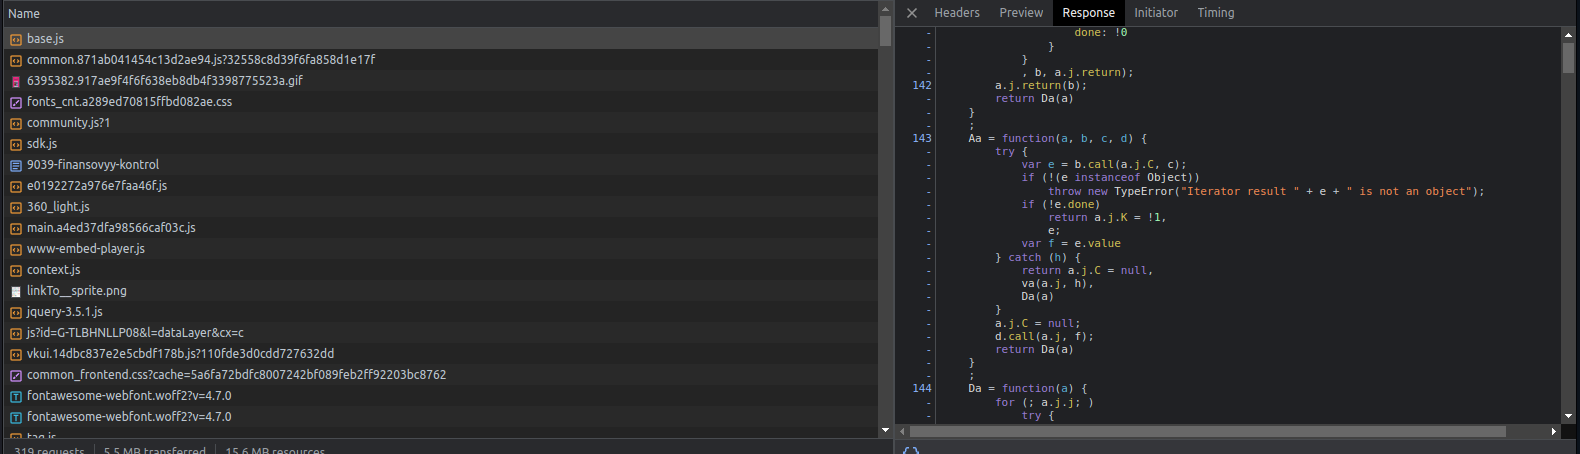 Name
base.js
common.871ab041454c13d2ae94.js?32558c8d39f6fa858d1e17f
6395382.917ae9f4f6f638eb8db4f3398775523a.gif
fonts_cnt.a289ed70815ffbd082ae.css
community.js?1
sdk.js
9039-finansovyy-kontrol
e0192272a976e7faa46f.js
360_light.js
main.a4ed37dfa98566caf03c.js
www-embed-player.js
context.js
linkTo__sprite.png
jquery-3.5.1.js
js?id=G-TLBHNLLP08&l=dataLayer&cx=c
vkui.14dbc837e2e5cbdf178b.js?110fde3d0cdd727632dd
common_frontend.css?cache=5a6fa72bdfc8007242bf089feb2ff92203bc8762
fontawesome-webfont.woff2?v=4.7.0
fontawesome-webfont.woff2?v=4.7.0
tag.js
319 requests 5.5 MB transferred 15.6 MB resources
Headers Preview Response Initiator Timing
- done: !0
- }
- }
- , b, a.j.return);
142 a.j.return(b);
- return Da(a)
- }
- ;
143 Aa = function(a, b, c, d) {
- try {
- var e = b.call(a.j.C, c);
- if (!(e instanceof Object))
- throw new TypeError("Iterator result " + e + " is not an object");
- if (!e.done)
- return a.j.K = !1,
- e;
- var f = e.value
- } catch (h) {
- return a.j.C = null,
- va(a.j, h),
- Da(a)
- }
- a.j.C = null;
- d.call(a.j, f);
- return Da(a)
- }
- ;
144 Da = function(a) {
- for (; a.j.j; )
- try {
{}